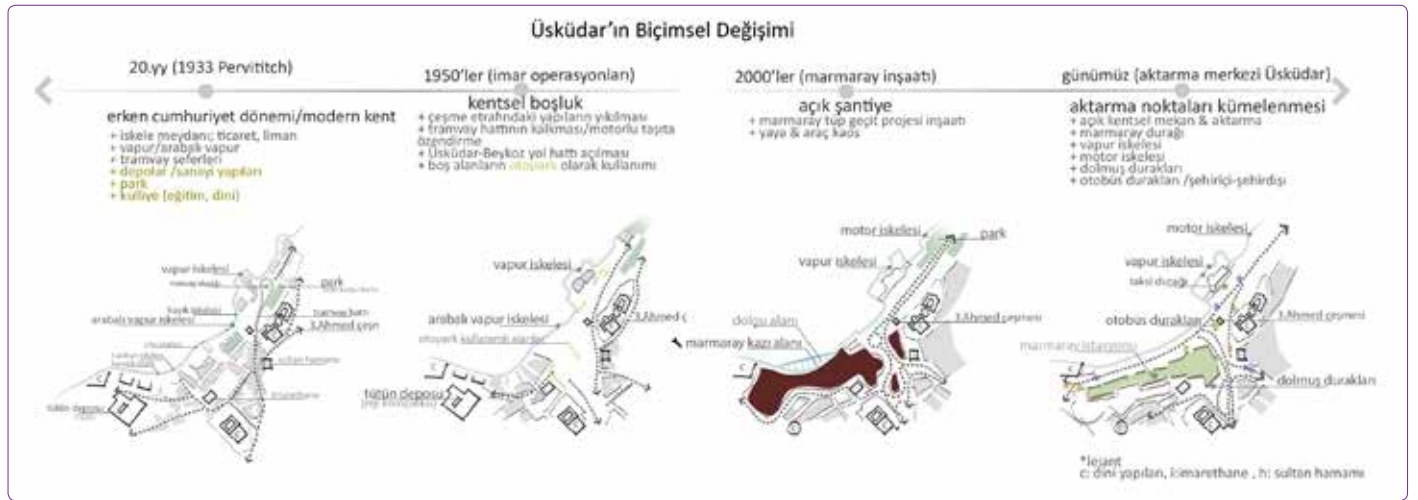 Üsküdar'ın Biçimsel Değişimi
20.yy (1933 Pervititch)
erken cumhuriyet dönemi/modern kent
+ iskele meydanı; ticaret, liman
+ vapur/arabalı vapur
+ tramvay seferleri
+ depolar /sanayi yapıları
+ park
+ külliye (eğitim, dini)
1950'ler (imar operasyonları)
kentsel boşluk
+ çeşme etrafındaki yapıların yıkılması
+ tramvay hattının kalkması/motorlu taşıta
özendirme
+ Üsküdar-Beykoz yol hattı açılması
+ boş alanların otopark olarak kullanımı
2000'ler (marmaray inşaatı)
açık şantiye
+ marmaray tüp geçit projesi inşaatı
+ yaya & araç kaos
günümüz (aktarma merkezi Üsküdar)
aktarma noktaları kümelenmesi
+ açık kentsel mekan & aktarma
+ marmaray durağı
+ vapur iskelesi
+ motor iskelesi
+ dolmuş durakları
+ otobüs durakları /şehiriçi-şehirdışı
vapur iskelesi
park
tramvay hattı
arabalı vapur iskelesi
3.Ahmed çeşm
sultan hamamı
tütün deposu
vapur iskelesi
arabalı vapur iskelesi
3.Ahmed ç
otopark kullanımlı alanlar
tütün deposu
motor iskelesi
park
vapur iskelesi
dolgu alanı
3.Ahmed çeşmesi
marmaray kazı alanı
motor iskelesi
vapur iskelesi
taksi durağı
otobüs durakları
3.Ahmed çeşmesi
marmaray istasyonu
dolmuş durakları
*lejant
c: dini yapıları, i:imarethane , h: sultan hamamı